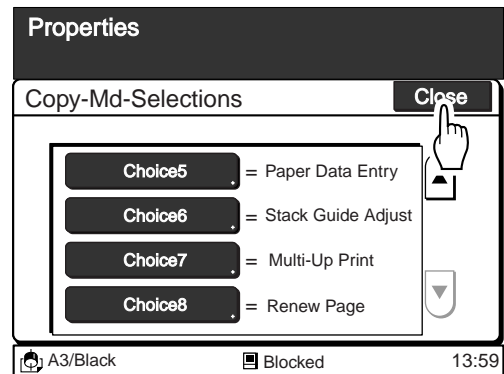 Properties
Copy-Md-Selections Close
Choice5 = Paper Data Entry
Choice6 = Stack Guide Adjust
Choice7 = Multi-Up Print
Choice8 = Renew Page
A3/Black Blocked 13:59